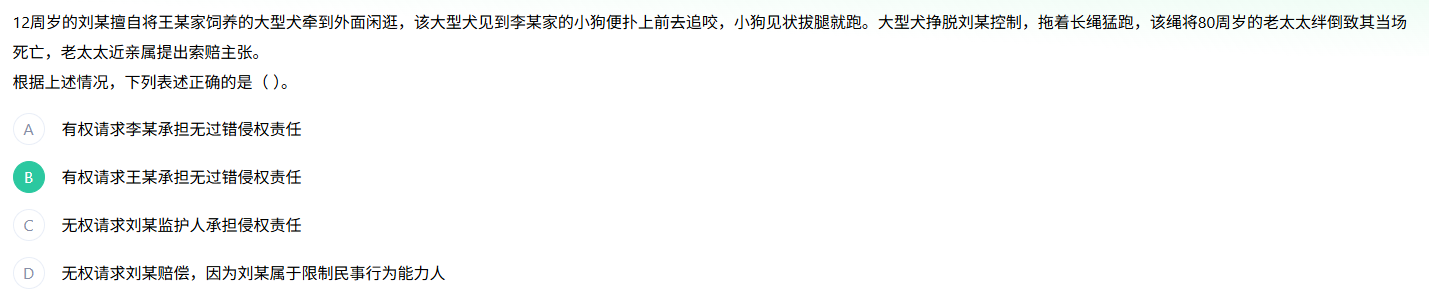 12周岁的刘某擅自将王某家饲养的大型犬牵到外面闲逛，该大型犬见到李某家的小狗便扑上前去追咬，小狗见状拔腿就跑。大型犬挣脱刘某控制，拖着长绳猛跑，该绳将80周岁的老太太绊倒致其当场
死亡，老太太近亲属提出索赔主张。
根据上述情况，下列表述正确的是（ ）。
A 有权请求李某承担无过错侵权责任
B 有权请求王某承担无过错侵权责任
C 无权请求刘某监护人承担侵权责任
D 无权请求刘某赔偿，因为刘某属于限制民事行为能力人